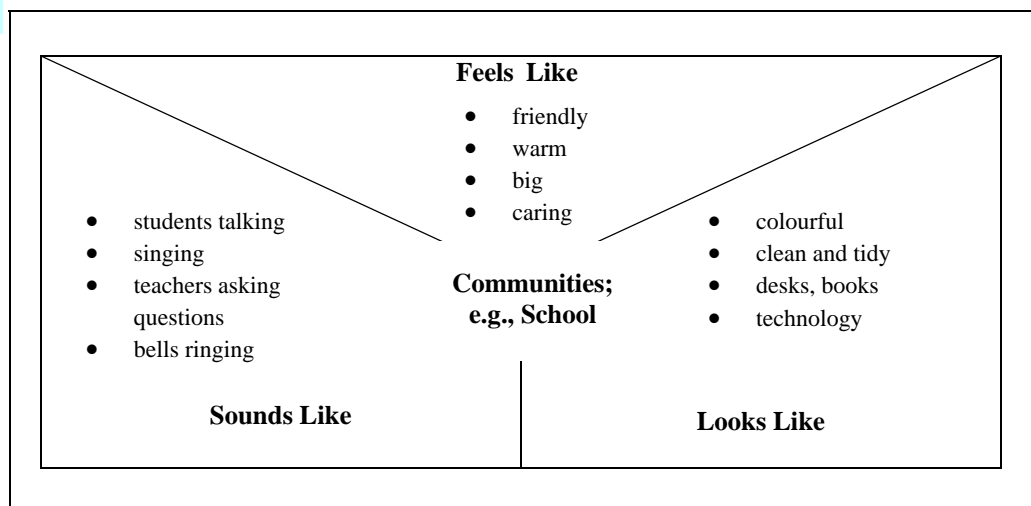 Feels Like
• friendly
• warm
• big
• caring
• students talking
• singing
• teachers asking
questions
• bells ringing
Sounds Like
Communities;
e.g., School
• colourful
• clean and tidy
• desks, books
• technology
Looks Like